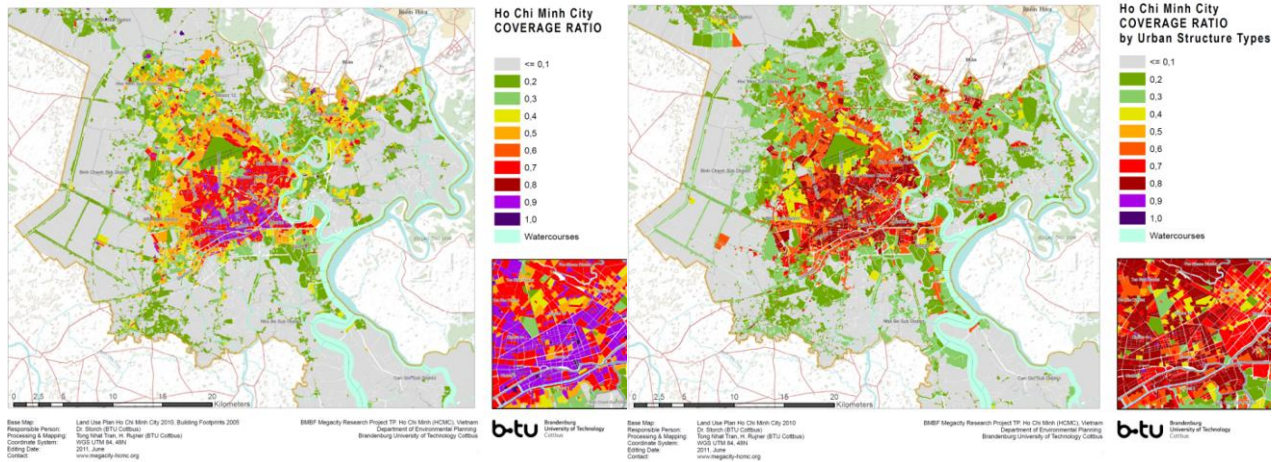 Ho Chi Minh City
COVERAGE RATIO
<= 0,1
0,2
0,3
0,4
0,5
0,6
0,7
0,8
0,9
1,0
Watercourses
0 5 10 15 20
Kilometers
Base Map: Land Use Plan Ho Chi Minh City 2010, Building Footprints 2005
Responsible Person: Dr. Storch (BTU Cottbus)
Processing & Mapping: Tong Nhat Tran, H. Rujner (BTU Cottbus)
Coordinate System: WGS UTM 84, 48N
Editing Date: 2011, June
Contact: www.megacity-hcmc.org
BMBF Megacity Research Project TP. Ho Chi Minh (HCMC), Vietnam
Department of Environmental Planning
Brandenburg University of Technology Cottbus
b-tu
Brandenburg
University of Technology
Cottbus
Ho Chi Minh City
COVERAGE RATIO
by Urban Structure Types
<= 0,1
0,2
0,3
0,4
0,5
0,6
0,7
0,8
0,9
1,0
Watercourses
0 5 10 15 20
Kilometers
Base Map: Land Use Plan Ho Chi Minh City 2010
Responsible Person: Dr. Storch (BTU Cottbus)
Processing & Mapping: Tong Nhat Tran, H. Rujner (BTU Cottbus)
Coordinate System: WGS UTM 84, 48N
Editing Date: 2011, June
Contact: www.megacity-hcmc.org
BMBF Megacity Research Project TP. Ho Chi Minh (HCMC), Vietnam
Department of Environmental Planning
Brandenburg University of Technology Cottbus
b-tu
Brandenburg
University of Technology
Cottbus